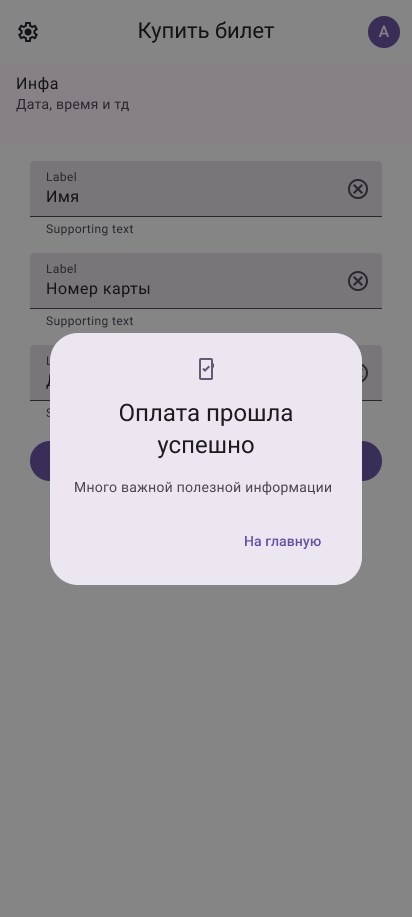 Купить билет
A
Инфа
Дата, время и тд
Label
Имя
Supporting text
Label
Номер карты
Supporting text
Оплата прошла
успешно
Много важной полезной информации
На главную